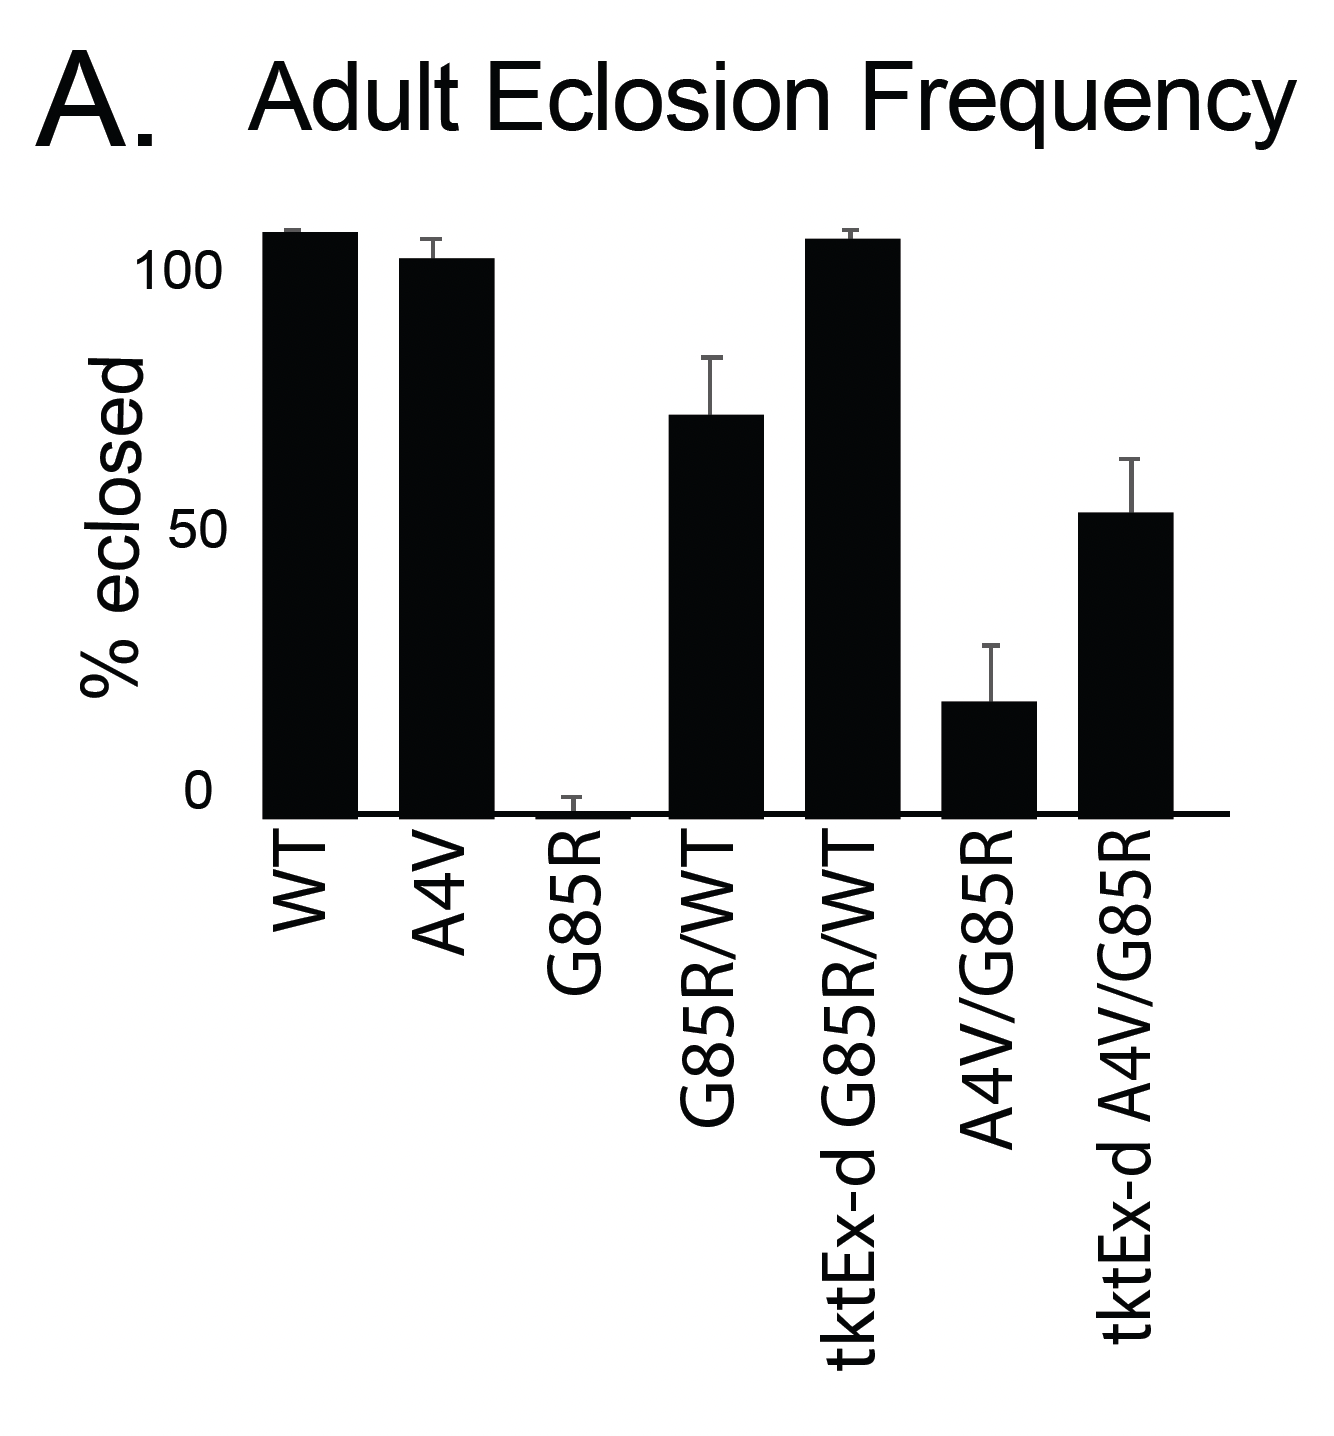 A. Adult Eclosion Frequency
% eclosed
100
50
0
WT
A4V
G85R
G85R/WT
tktEx-d G85R/WT
A4V/G85R
tktEx-d A4V/G85R